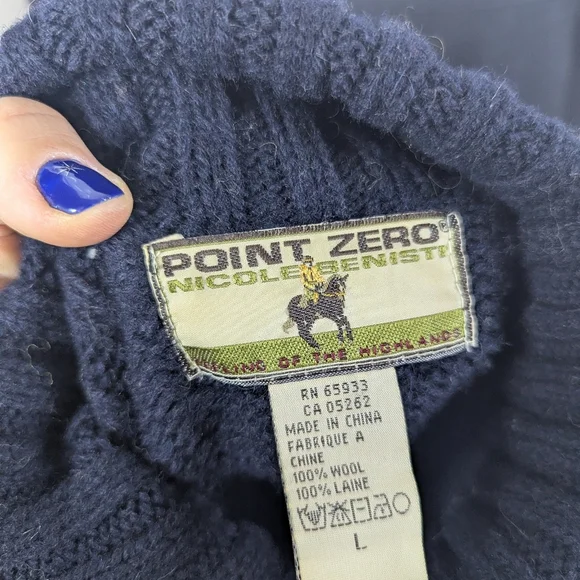 POINT ZERO®
NICOLE BENISTI
KING OF THE HIGHLANDS
RN 65933
CA 05262
MADE IN CHINA
FABRIQUE A
CHINE
100% WOOL
100% LAINE
L